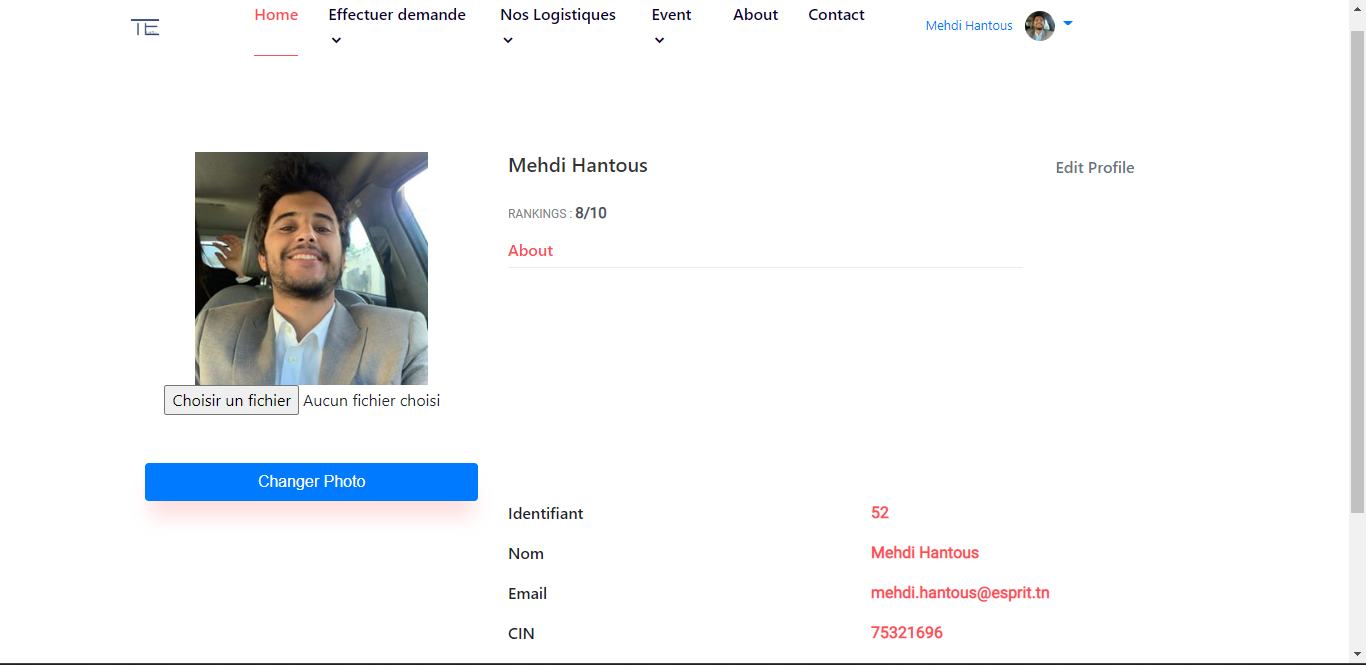 TE
Home Effectuer demande Nos Logistiques Event About Contact
Mehdi Hantous
Mehdi Hantous
Edit Profile
RANKINGS : 8/10
About
Choisir un fichier Aucun fichier choisi
Changer Photo
Identifiant 52
Nom Mehdi Hantous
Email mehdi.hantous@esprit.tn
CIN 75321696